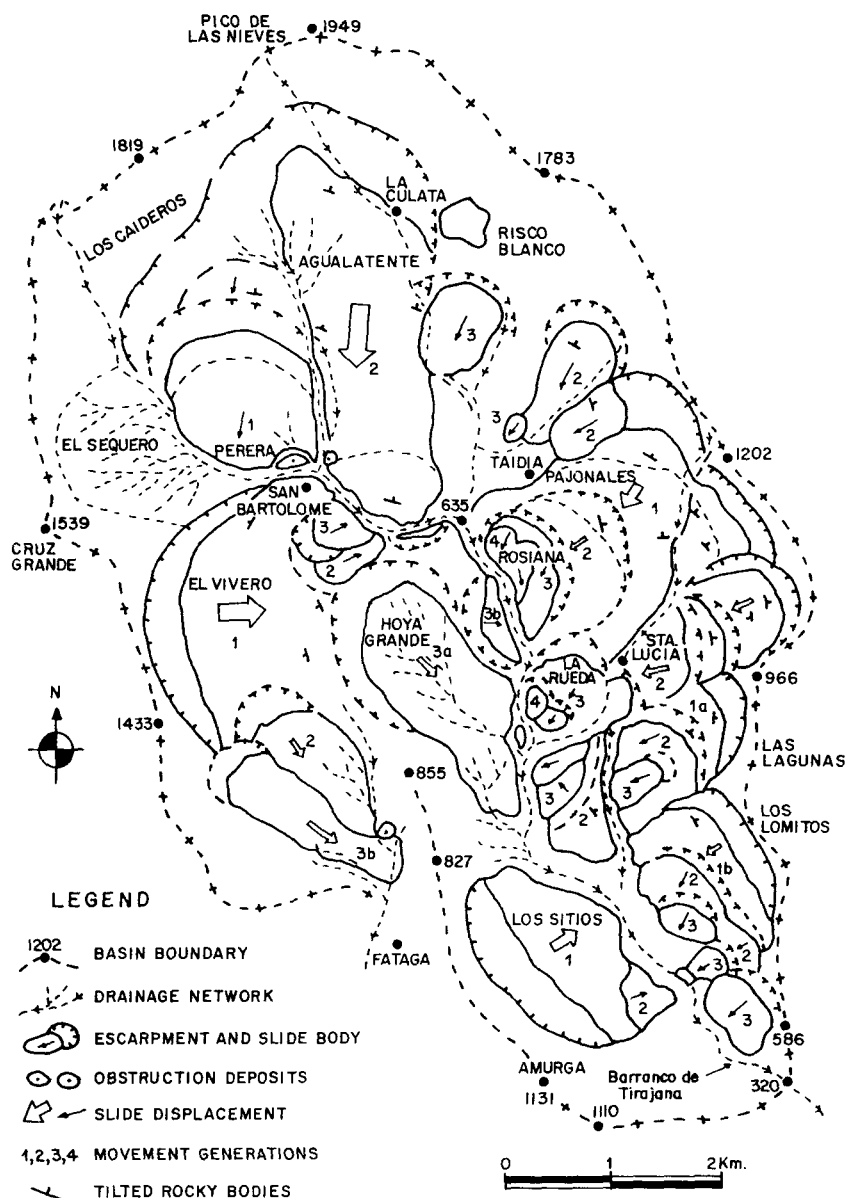 PICO DE
LAS NIEVES
1949
1819
1783
LA
CULATA
LOS CAIDEROS
RISCO
BLANCO
AGUALATENTE
3
2
2
1
3
2
EL SEQUERO
PERERA
TAIDIA
PAJONALES
1202
SAN
BARTOLOME
635
1
1539
CRUZ
GRANDE
3
2
4
ROSIANA
2
3
EL VIVERO
1
HOYA
GRANDE
3a
3b
STA.
LUCIA
2
LA
RUEDA
966
N
4
3
1a
1433
2
2
LAS
LAGUNAS
855
3
3
2
LOS
LOMITOS
3b
827
1b
2
LEGEND
3
LOS SITIOS
1
2
1202
BASIN BOUNDARY
FATAGA
3
DRAINAGE NETWORK
2
3
ESCARPMENT AND SLIDE BODY
586
OBSTRUCTION DEPOSITS
AMURGA
1131
Barranco de
Tirajana
320
SLIDE DISPLACEMENT
1110
1,2,3,4 MOVEMENT GENERATIONS
0 1 2 Km.
TILTED ROCKY BODIES